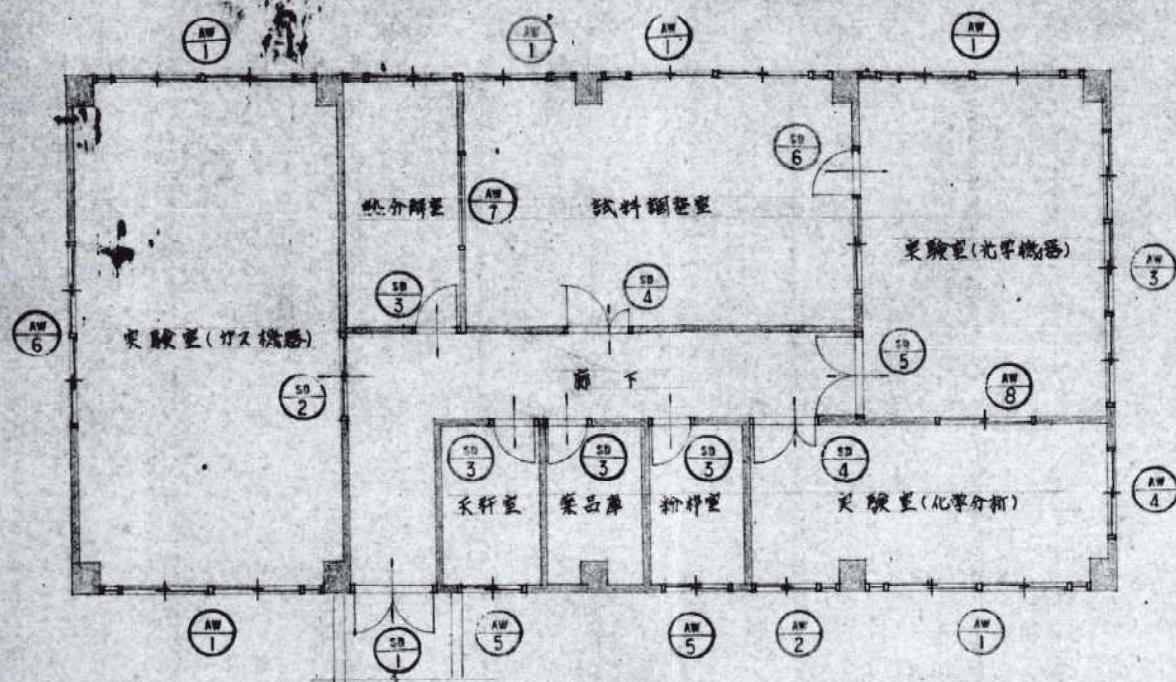 AW 1
AW 1
AW 1
AW 1
SD 6
熱分解室
AW 7
試料調整室
実験室(光学機器)
AW 3
SD 3
SD 4
AW 6
実験室(ガス機器)
SD 2
廊下
SD 5
AW 8
SD 3
SD 3
SD 3
SD 4
天秤室
薬品庫
粉砕室
実験室(化学分析)
AW 4
AW 1
SD 1
AW 5
AW 5
AW 2
AW 1